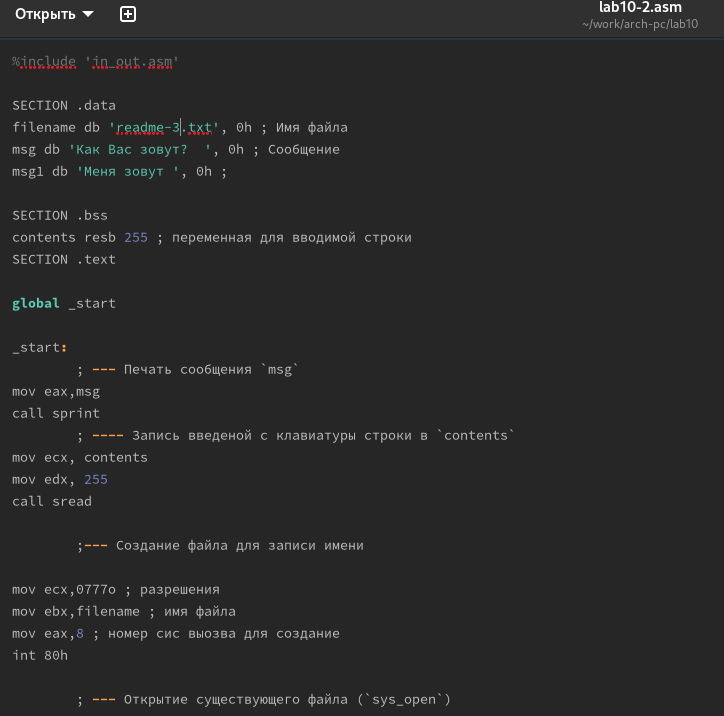 Открыть
lab10-2.asm
~/work/arch-pc/lab10
%include 'in_out.asm'
SECTION .data
filename db 'readme-3.txt', 0h ; Имя файла
msg db 'Как Вас зовут?  ', 0h ; Сообщение
msg1 db 'Меня зовут ', 0h ;
SECTION .bss
contents resb 255 ; переменная для вводимой строки
SECTION .text
global _start
_start:
; --- Печать сообщения `msg`
mov eax,msg
call sprint
; ---- Запись введеной с клавиатуры строки в `contents`
mov ecx, contents
mov edx, 255
call sread
;--- Создание файла для записи имени
mov ecx,0777o ; разрешения
mov ebx,filename ; имя файла
mov eax,8 ; номер сис выозва для создание
int 80h
; --- Открытие существующего файла (`sys_open`)